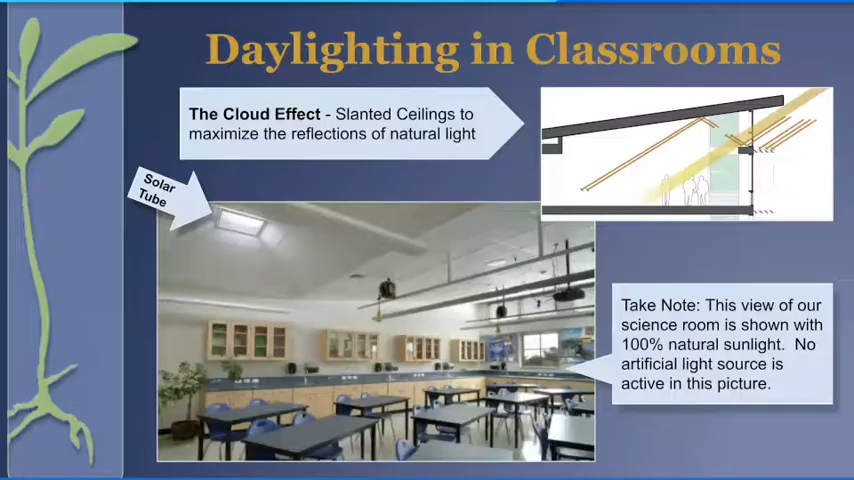 Daylighting in Classrooms
The Cloud Effect - Slanted Ceilings to
maximize the reflections of natural light
Solar
Tube
Take Note: This view of our
science room is shown with
100% natural sunlight. No
artificial light source is
active in this picture.